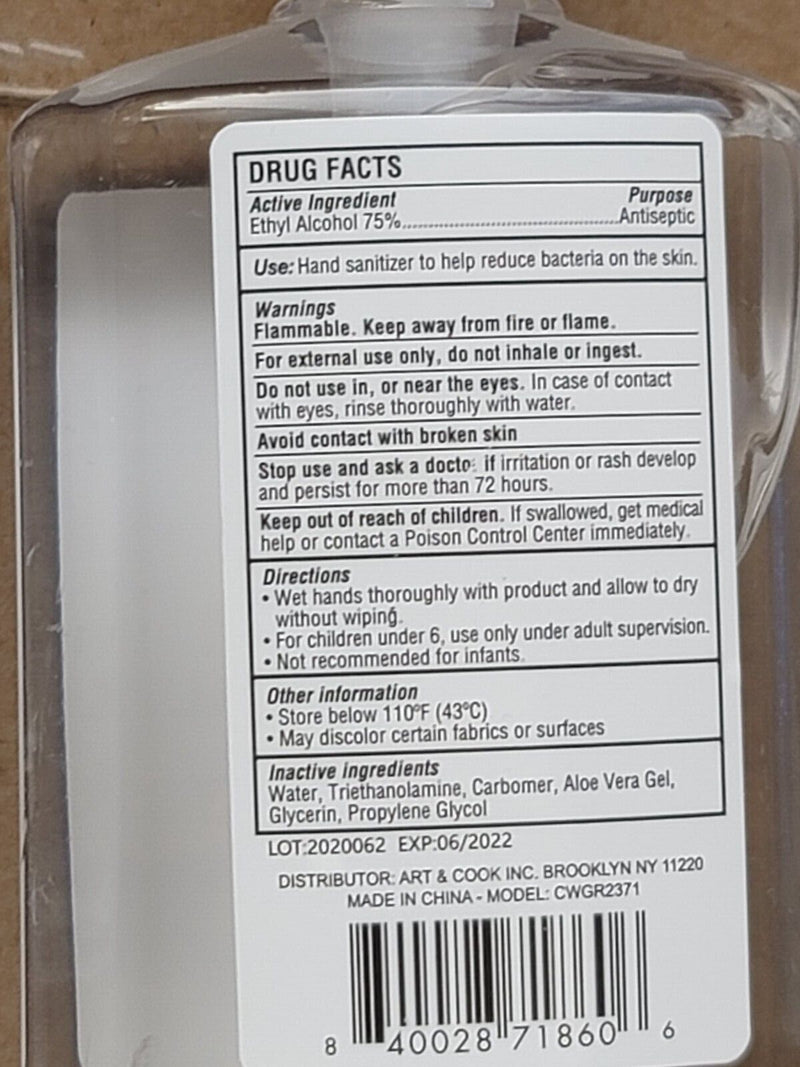 DRUG FACTS
Active Ingredient Purpose
Ethyl Alcohol 75%................................................Antiseptic
Use: Hand sanitizer to help reduce bacteria on the skin.
Warnings
Flammable. Keep away from fire or flame.
For external use only, do not inhale or ingest.
Do not use in, or near the eyes. In case of contact
with eyes, rinse thoroughly with water.
Avoid contact with broken skin
Stop use and ask a docto: if irritation or rash develop
and persist for more than 72 hours.
Keep out of reach of children. If swallowed, get medical
help or contact a Poison Control Center immediately.
Directions
• Wet hands thoroughly with product and allow to dry
without wiping.
• For children under 6, use only under adult supervision.
• Not recommended for infants.
Other information
• Store below 110°F (43°C)
• May discolor certain fabrics or surfaces
Inactive ingredients
Water, Triethanolamine, Carbomer, Aloe Vera Gel,
Glycerin, Propylene Glycol
LOT:2020062 EXP:06/2022
DISTRIBUTOR: ART & COOK INC. BROOKLYN NY 11220
MADE IN CHINA - MODEL: CWGR2371
8 40028 71860 6